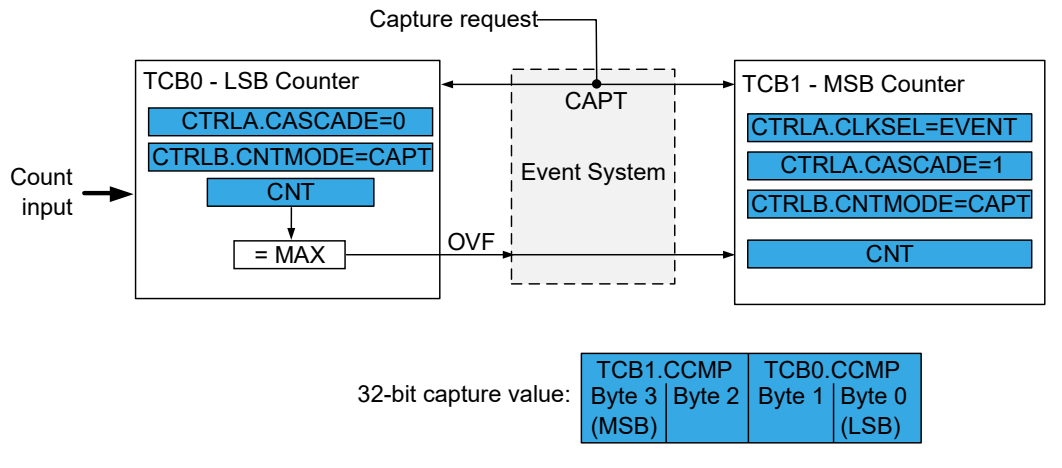 Capture request
TCB0 - LSB Counter
CTRLA.CASCADE=0
CTRLB.CNTMODE=CAPT
CNT
= MAX
Count
input
OVF
CAPT
Event System
TCB1 - MSB Counter
CTRLA.CLKSEL=EVENT
CTRLA.CASCADE=1
CTRLB.CNTMODE=CAPT
CNT
32-bit capture value:
TCB1.CCMP TCB0.CCMP
Byte 3 Byte 2 Byte 1 Byte 0
(MSB) (LSB)